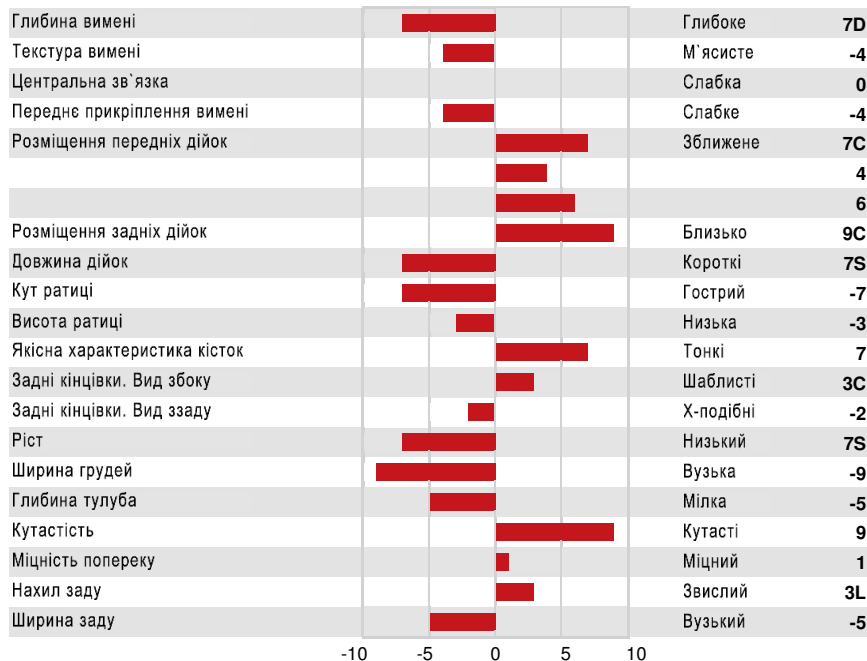 Глибина вимені Глибоке 7D
Текстура вимені М`ясисте -4
Центральна зв`язка Слабка 0
Переднє прикріплення вимені Слабке -4
Розміщення передніх дійок Зближене 7C
4
6
Розміщення задніх дійок Близько 9C
Довжина дійок Короткі 7S
Кут ратиці Гострий -7
Висота ратиці Низька -3
Якісна характеристика кісток Тонкі 7
Задні кінцівки. Вид збоку Шаблисті 3C
Задні кінцівки. Вид ззаду Х-подібні -2
Ріст Низький 7S
Ширина грудей Вузька -9
Глибина тулуба Мілка -5
Кутастість Кутасті 9
Міцність попереку Міцний 1
Нахил заду Звислий 3L
Ширина заду Вузький -5
-10 -5 0 5 10